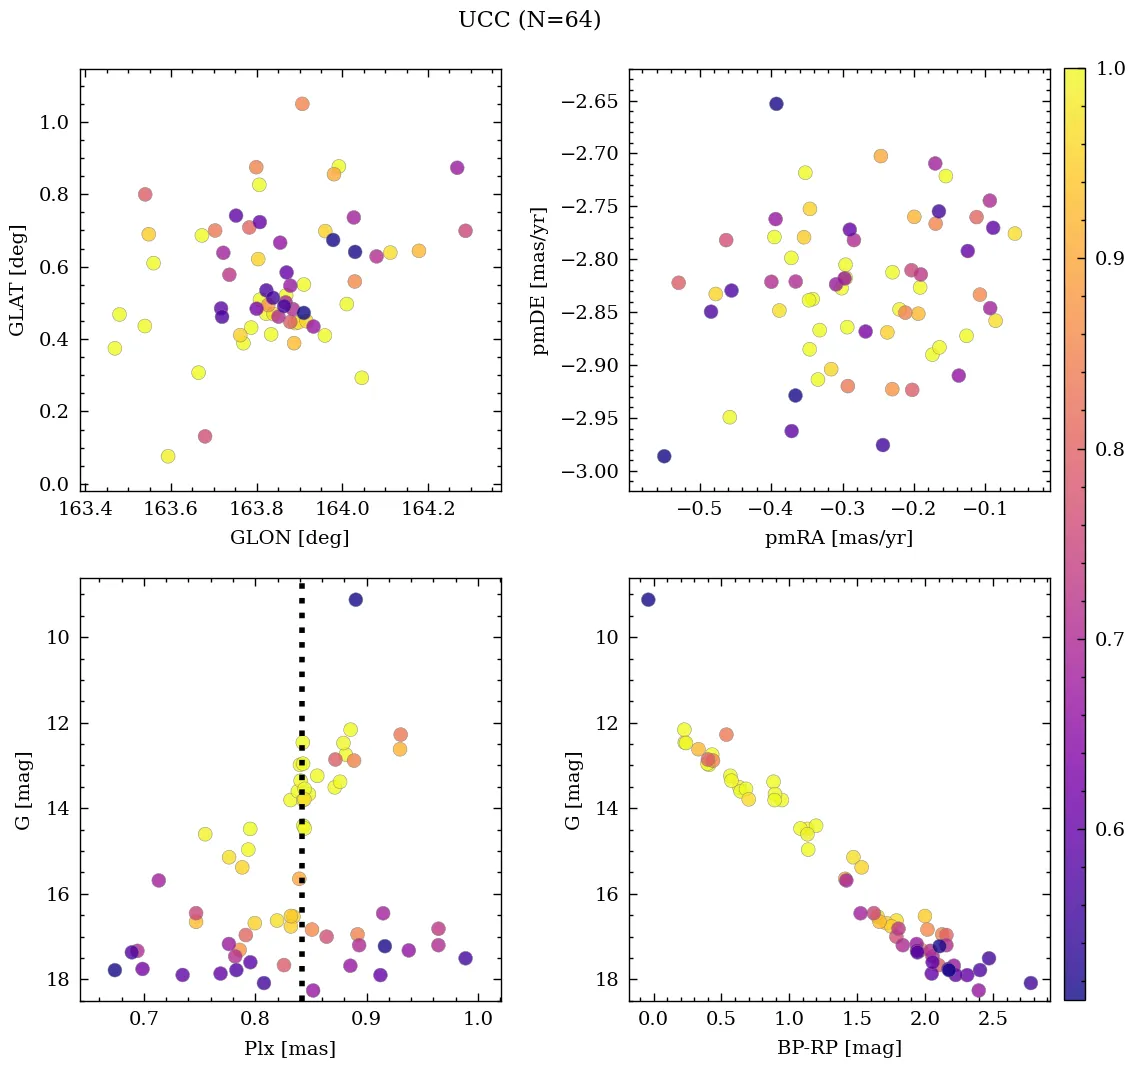 UCC (N=64)
1.0
0.8
0.6
0.4
0.2
0.0
GLAT [deg]
163.4 163.6 163.8 164.0 164.2
GLON [deg]
−2.65
−2.70
−2.75
−2.80
−2.85
−2.90
−2.95
−3.00
pmDE [mas/yr]
−0.5 −0.4 −0.3 −0.2 −0.1
pmRA [mas/yr]
1.0
0.9
0.8
0.7
0.6
10
12
14
16
18
G [mag]
0.7 0.8 0.9 1.0
Plx [mas]
10
12
14
16
18
G [mag]
0.0 0.5 1.0 1.5 2.0 2.5
BP-RP [mag]